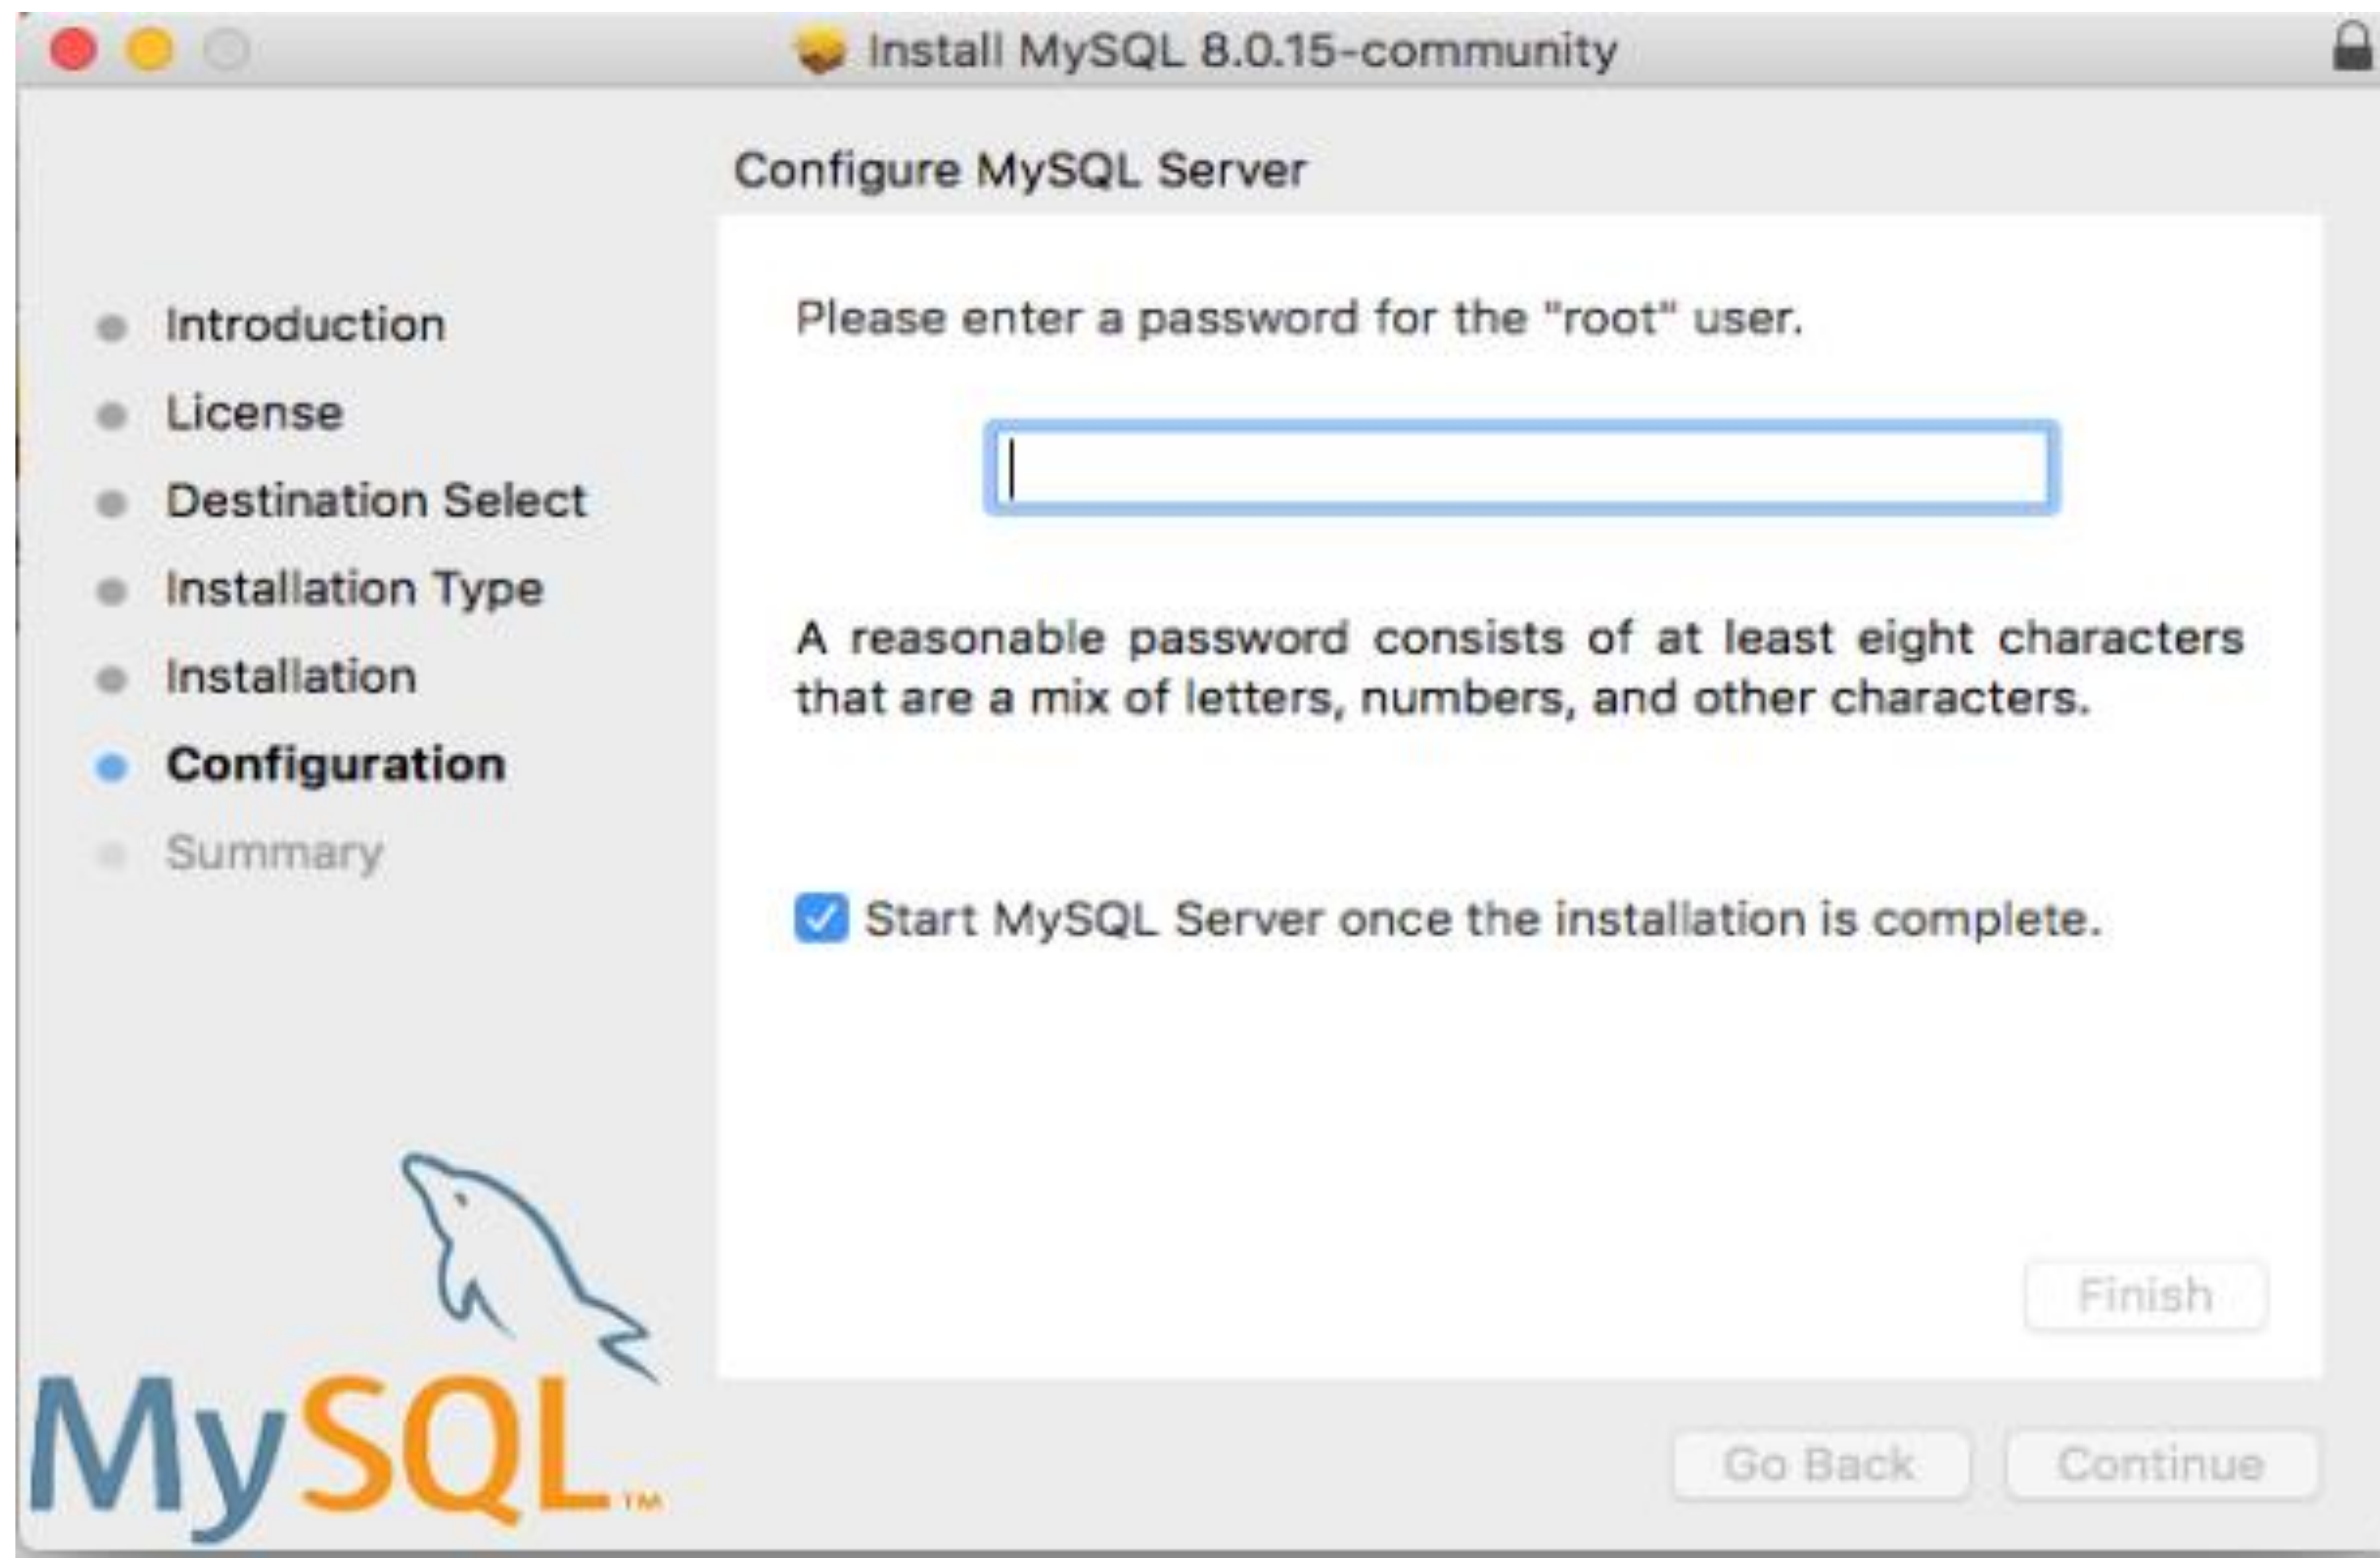 Install MySQL 8.0.15-community
Configure MySQL Server
Introduction
License
Destination Select
Installation Type
Installation
Configuration
Summary
Please enter a password for the "root" user.
A reasonable password consists of at least eight characters
that are a mix of letters, numbers, and other characters.
Start MySQL Server once the installation is complete.
Finish
MySQL™
Go Back
Continue